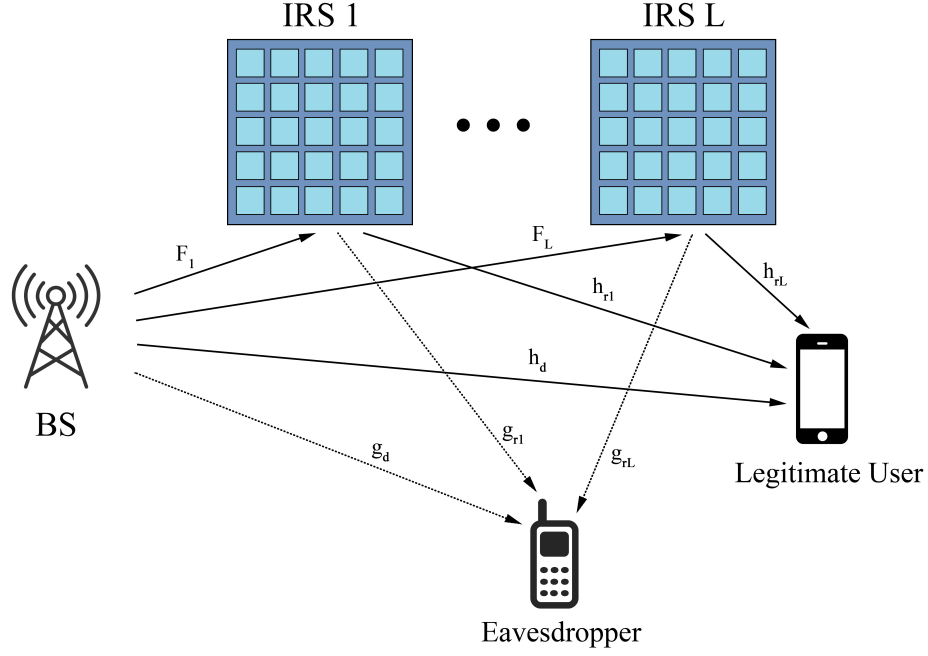 IRS 1
IRS L
F1
FL
hr1
hrL
hd
BS
gd
gr1
grL
Legitimate User
Eavesdropper